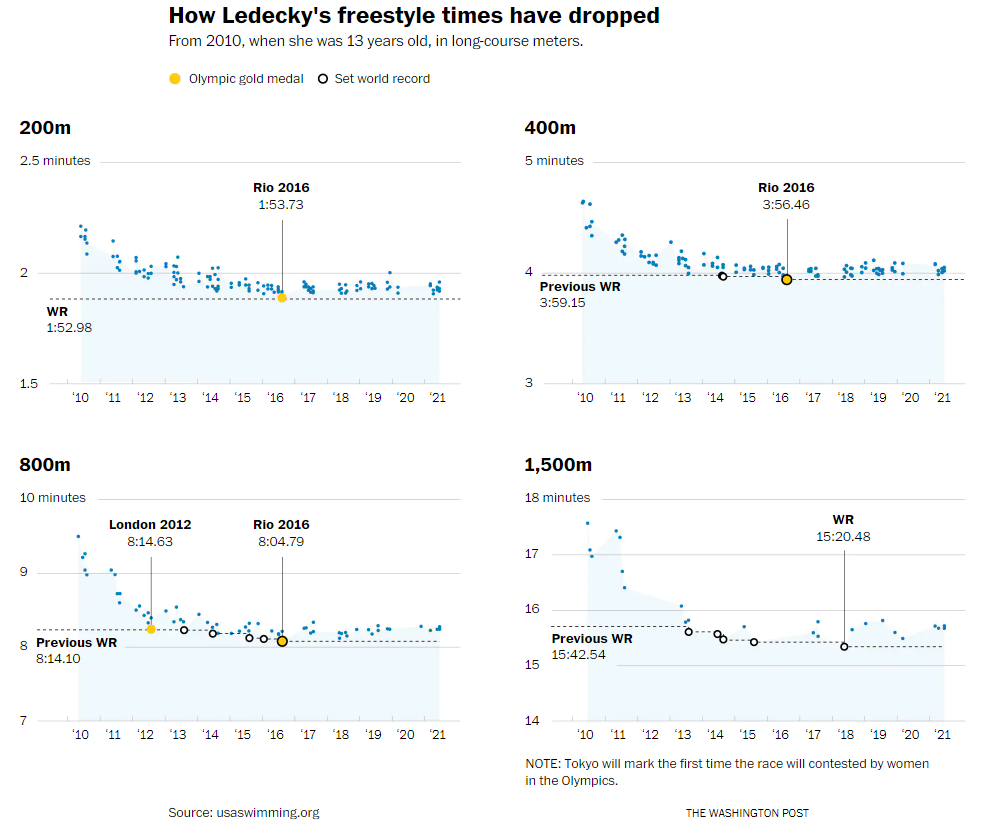 How Ledecky's freestyle times have dropped
From 2010, when she was 13 years old, in long-course meters.
Olympic gold medal Set world record
200m
2.5 minutes
Rio 2016
1:53.73
2
WR
1:52.98
1.5
‘10 ‘11 ‘12 ‘13 ‘14 ‘15 ‘16 ‘17 ‘18 ‘19 ‘20 ‘21
400m
5 minutes
Rio 2016
3:56.46
4
Previous WR
3:59.15
3
‘10 ‘11 ‘12 ‘13 ‘14 ‘15 ‘16 ‘17 ‘18 ‘19 ‘20 ‘21
800m
10 minutes
London 2012 Rio 2016
8:14.63 8:04.79
9
Previous WR
8
8:14.10
7
‘10 ‘11 ‘12 ‘13 ‘14 ‘15 ‘16 ‘17 ‘18 ‘19 ‘20 ‘21
1,500m
18 minutes
WR
15:20.48
17
16
Previous WR
15:42.54
15
14
‘10 ‘11 ‘12 ‘13 ‘14 ‘15 ‘16 ‘17 ‘18 ‘19 ‘20 ‘21
NOTE: Tokyo will mark the first time the race will contested by women
in the Olympics.
Source: usaswimming.org THE WASHINGTON POST